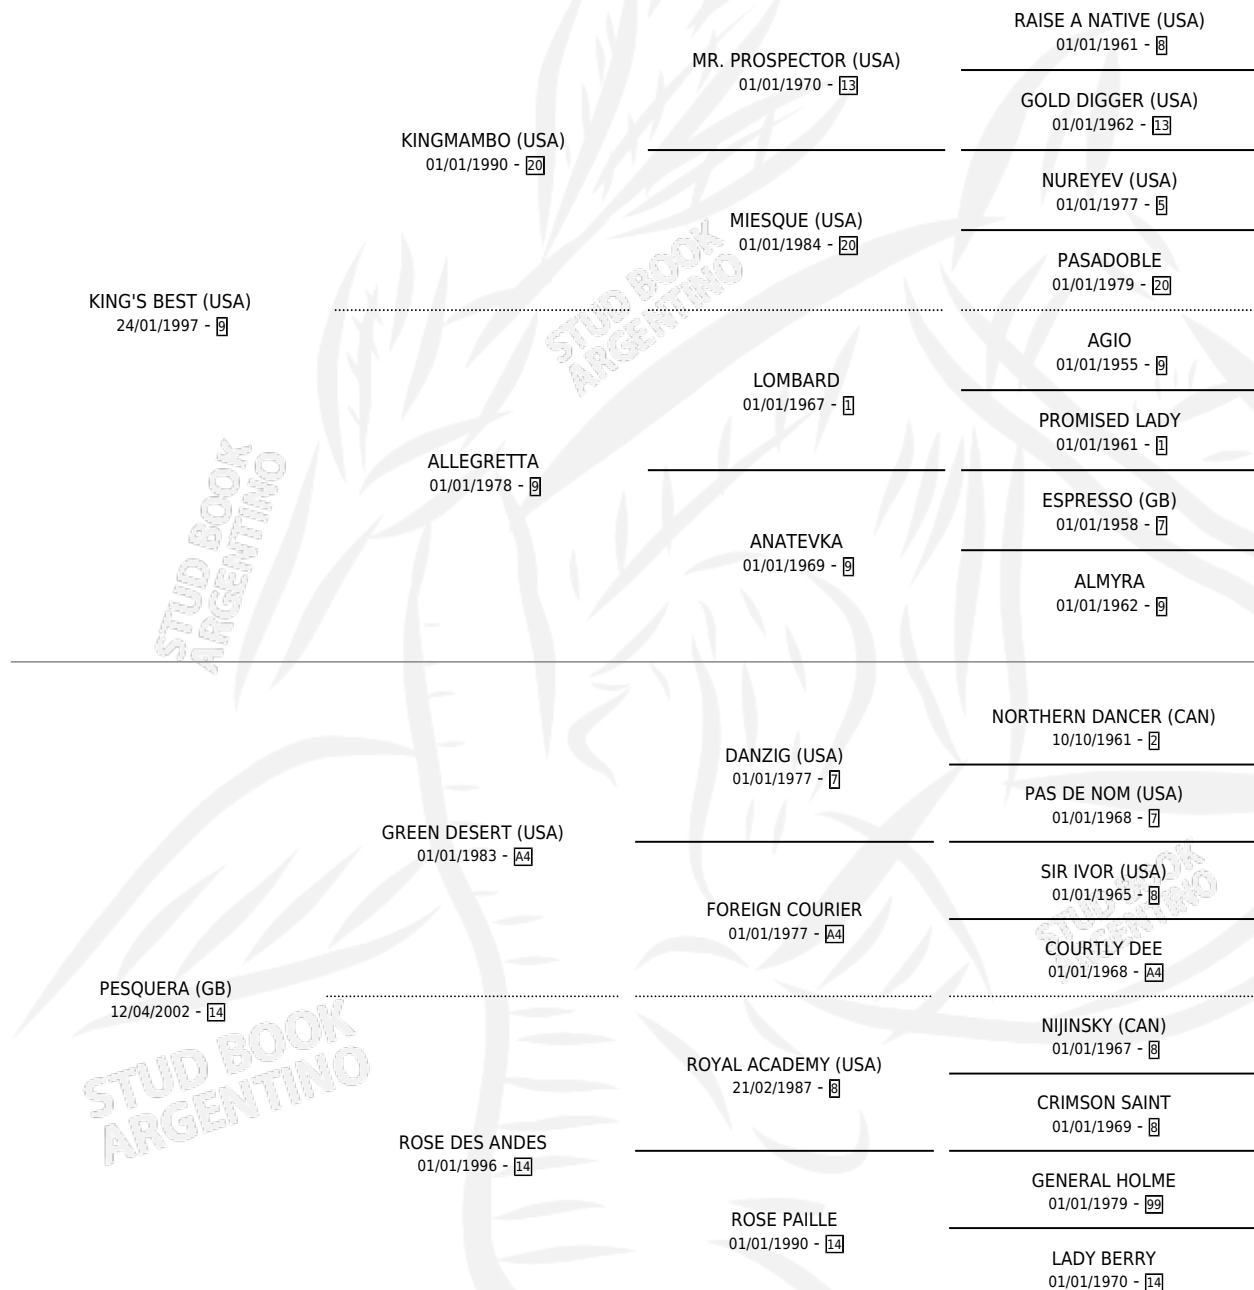 RAISE A NATIVE (USA)
01/01/1961 - 8
MR. PROSPECTOR (USA)
01/01/1970 - 13
GOLD DIGGER (USA)
01/01/1962 - 13
KINGMAMBO (USA)
01/01/1990 - 20
NUREYEV (USA)
01/01/1977 - 5
MIESQUE (USA)
01/01/1984 - 20
PASADOBLE
01/01/1979 - 20
KING'S BEST (USA)
24/01/1997 - 9
AGIO
01/01/1955 - 9
LOMBARD
01/01/1967 - 1
PROMISED LADY
01/01/1961 - 1
ALLEGRETTA
01/01/1978 - 9
ESPRESSO (GB)
01/01/1958 - 7
ANATEVKA
01/01/1969 - 9
ALMYRA
01/01/1962 - 9
NORTHERN DANCER (CAN)
10/10/1961 - 2
DANZIG (USA)
01/01/1977 - 7
PAS DE NOM (USA)
01/01/1968 - 7
GREEN DESERT (USA)
01/01/1983 - A4
SIR IVOR (USA)
01/01/1965 - 8
FOREIGN COURIER
01/01/1977 - A4
COURTLY DEE
01/01/1968 - A4
PESQUERA (GB)
12/04/2002 - 14
NIJINSKY (CAN)
01/01/1967 - 8
ROYAL ACADEMY (USA)
21/02/1987 - 8
CRIMSON SAINT
01/01/1969 - 8
ROSE DES ANDES
01/01/1996 - 14
GENERAL HOLME
01/01/1979 - 99
ROSE PAILLE
01/01/1990 - 14
LADY BERRY
01/01/1970 - 14
STUD BOOK
ARGENTINO
STUD BOOK
ARGENTINO
STUD BOOK
ARGENTINO
STUD BOOK
ARGENTINO